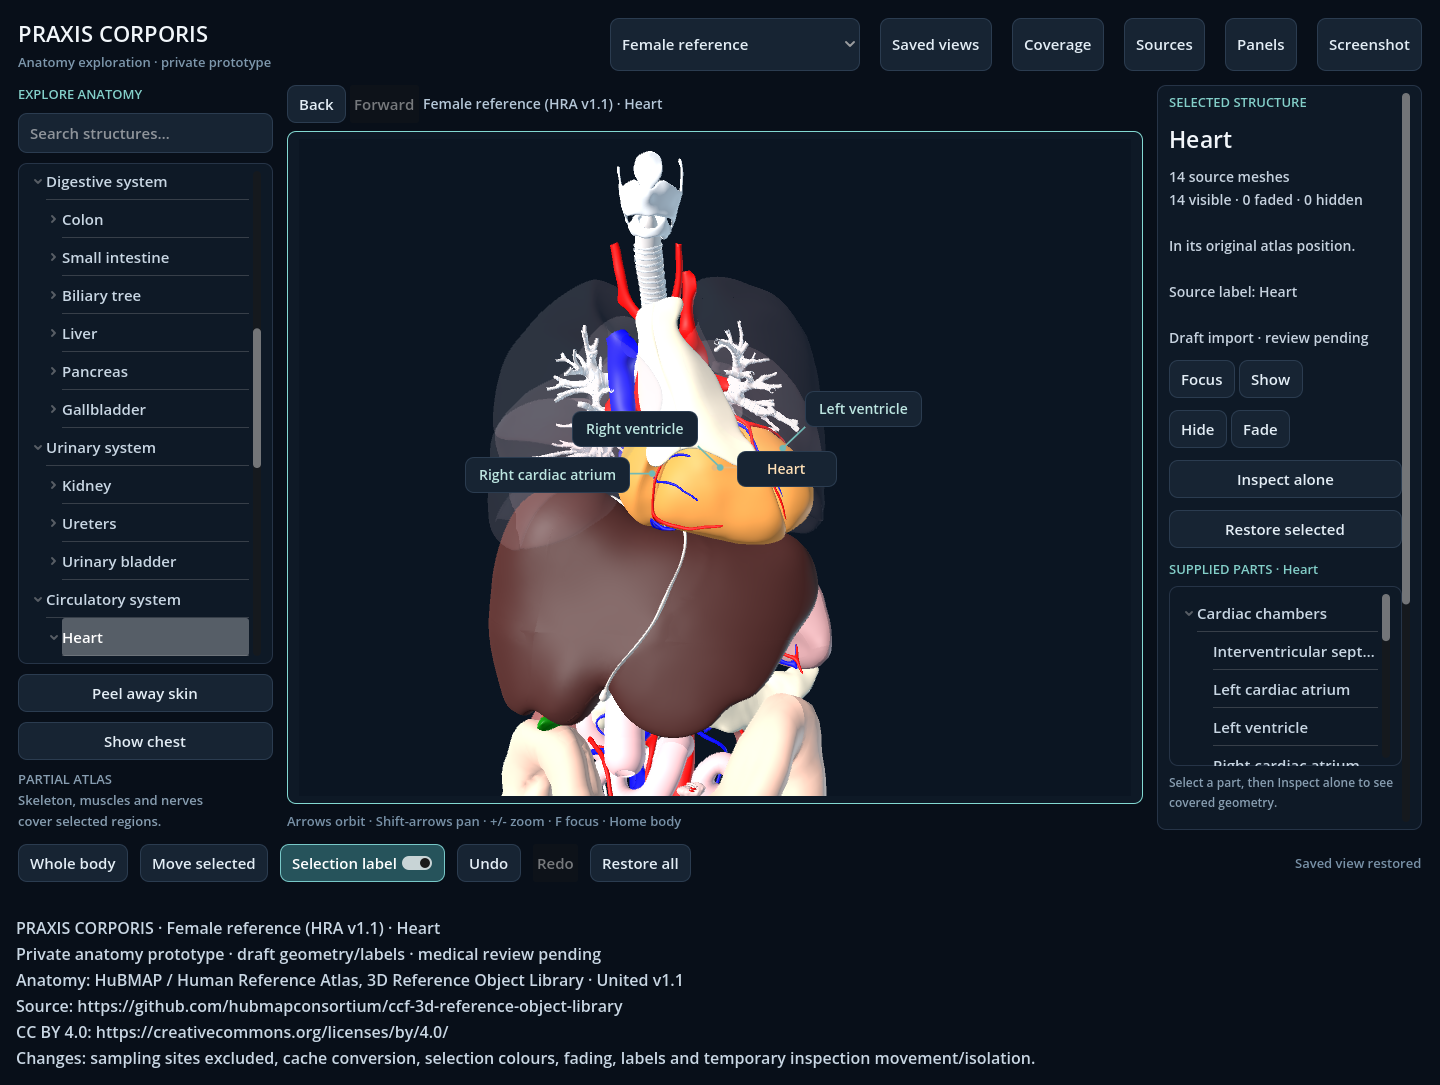 PRAXIS CORPORIS
Anatomy exploration · private prototype
Female reference
Saved views
Coverage
Sources
Panels
Screenshot
EXPLORE ANATOMY
Search structures...
Digestive system
Colon
Small intestine
Biliary tree
Liver
Pancreas
Gallbladder
Urinary system
Kidney
Ureters
Urinary bladder
Circulatory system
Heart
Peel away skin
Show chest
PARTIAL ATLAS
Skeleton, muscles and nerves
cover selected regions.
Back
Forward
Female reference (HRA v1.1) · Heart
Left ventricle
Right ventricle
Heart
Right cardiac atrium
Arrows orbit · Shift-arrows pan · +/- zoom · F focus · Home body
SELECTED STRUCTURE
Heart
14 source meshes
14 visible · 0 faded · 0 hidden
In its original atlas position.
Source label: Heart
Draft import · review pending
Focus
Show
Hide
Fade
Inspect alone
Restore selected
SUPPLIED PARTS · Heart
Cardiac chambers
Interventricular sept...
Left cardiac atrium
Left ventricle
Right cardiac atrium
Select a part, then Inspect alone to see
covered geometry.
Whole body
Move selected
Selection label
Undo
Redo
Restore all
Saved view restored
PRAXIS CORPORIS · Female reference (HRA v1.1) · Heart
Private anatomy prototype · draft geometry/labels · medical review pending
Anatomy: HuBMAP / Human Reference Atlas, 3D Reference Object Library · United v1.1
Source: https://github.com/hubmapconsortium/ccf-3d-reference-object-library
CC BY 4.0: https://creativecommons.org/licenses/by/4.0/
Changes: sampling sites excluded, cache conversion, selection colours, fading, labels and temporary inspection movement/isolation.